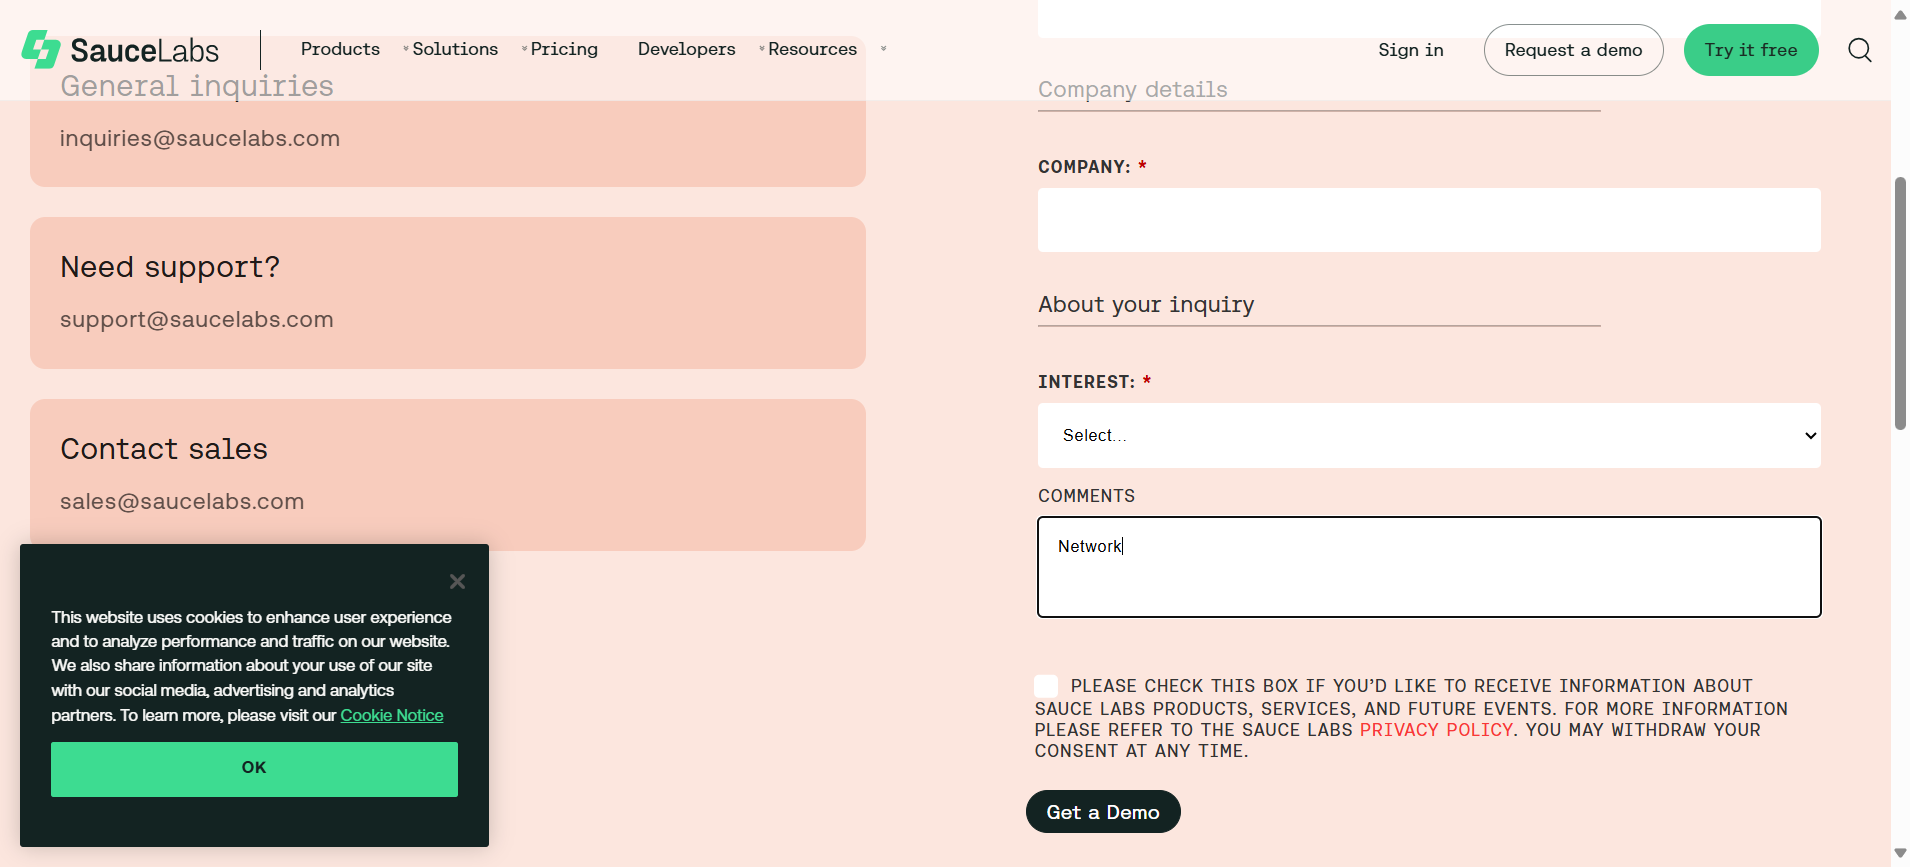 SauceLabs
Products
Solutions
Pricing
Developers
Resources
Sign in
Request a demo
Try it free
General inquiries
inquiries@saucelabs.com
Need support?
support@saucelabs.com
Contact sales
sales@saucelabs.com
Company details
COMPANY: *
About your inquiry
INTEREST: *
Select...
COMMENTS
Network
PLEASE CHECK THIS BOX IF YOU’D LIKE TO RECEIVE INFORMATION ABOUT
SAUCE LABS PRODUCTS, SERVICES, AND FUTURE EVENTS. FOR MORE INFORMATION
PLEASE REFER TO THE SAUCE LABS PRIVACY POLICY. YOU MAY WITHDRAW YOUR
CONSENT AT ANY TIME.
Get a Demo
This website uses cookies to enhance user experience
and to analyze performance and traffic on our website.
We also share information about your use of our site
with our social media, advertising and analytics
partners. To learn more, please visit our Cookie Notice
OK